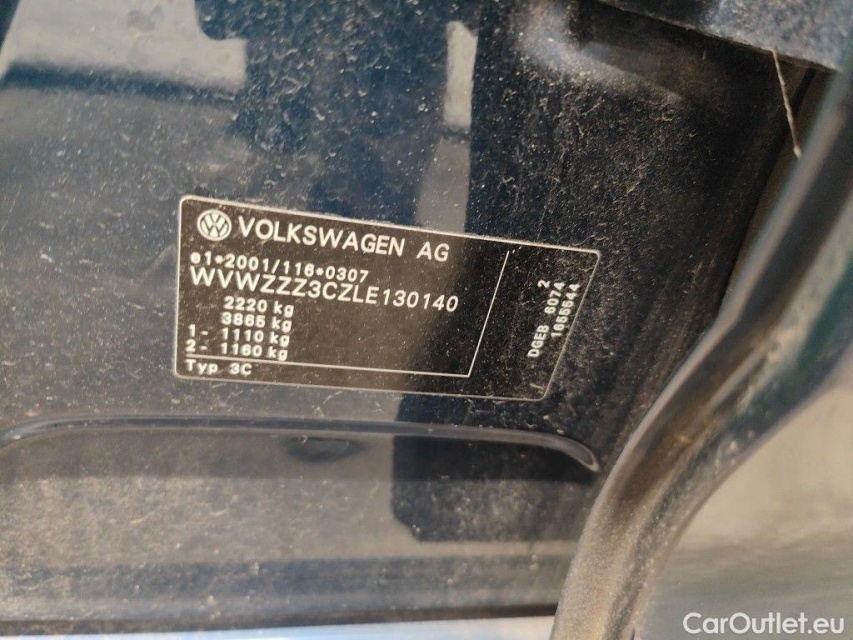 VOLKSWAGEN AG
e1*2001/116*0307
WVWZZZ3CZLE130140
2220 kg
3865 kg
1- 1110 kg
2- 1160 kg
Typ 3C
2
DGEB 6074
1666644
CarOutlet.eu